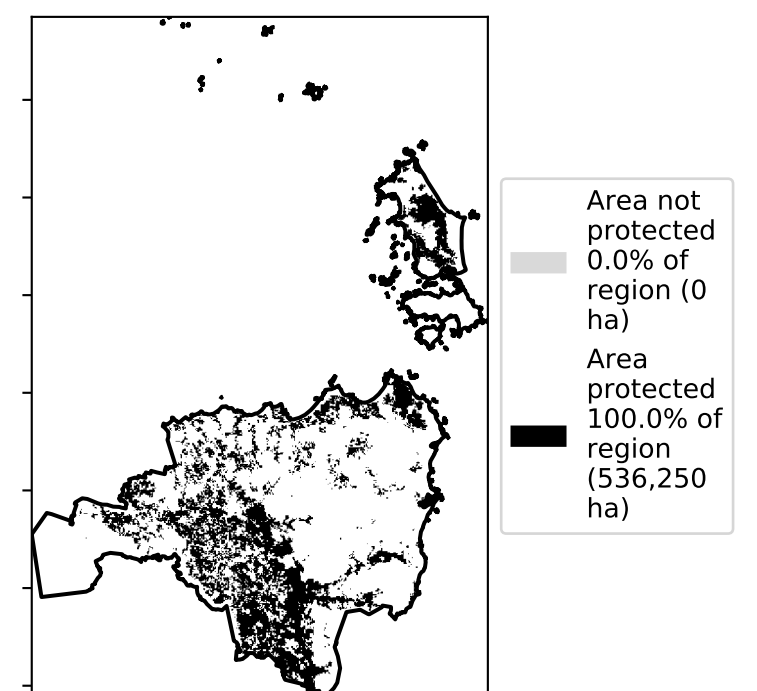 Area not
protected
0.0% of
region (0
ha)
Area
protected
100.0% of
region
(536,250
ha)